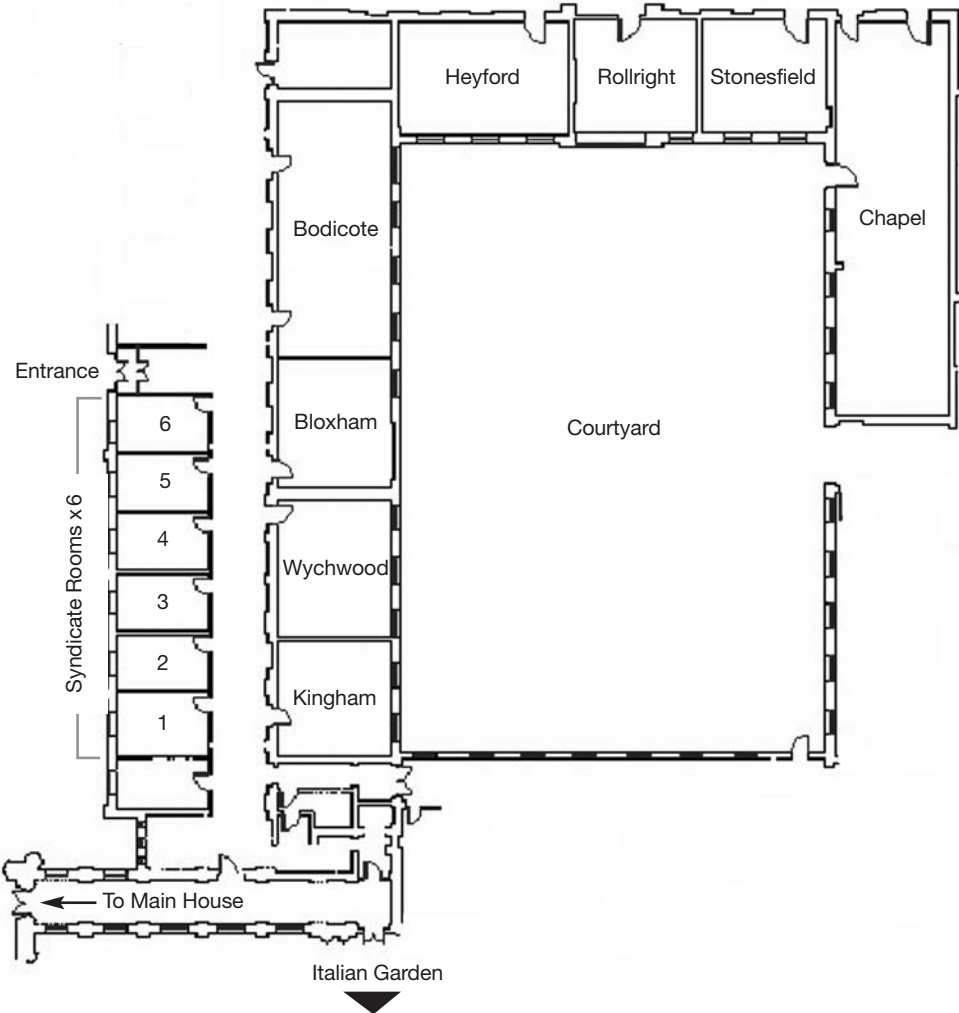 Heyford
Rollright
Stonesfield
Chapel
Bodicote
Entrance
Bloxham
Courtyard
Syndicate Rooms x 6
6
5
4
3
2
1
Wychwood
Kingham
To Main House
Italian Garden